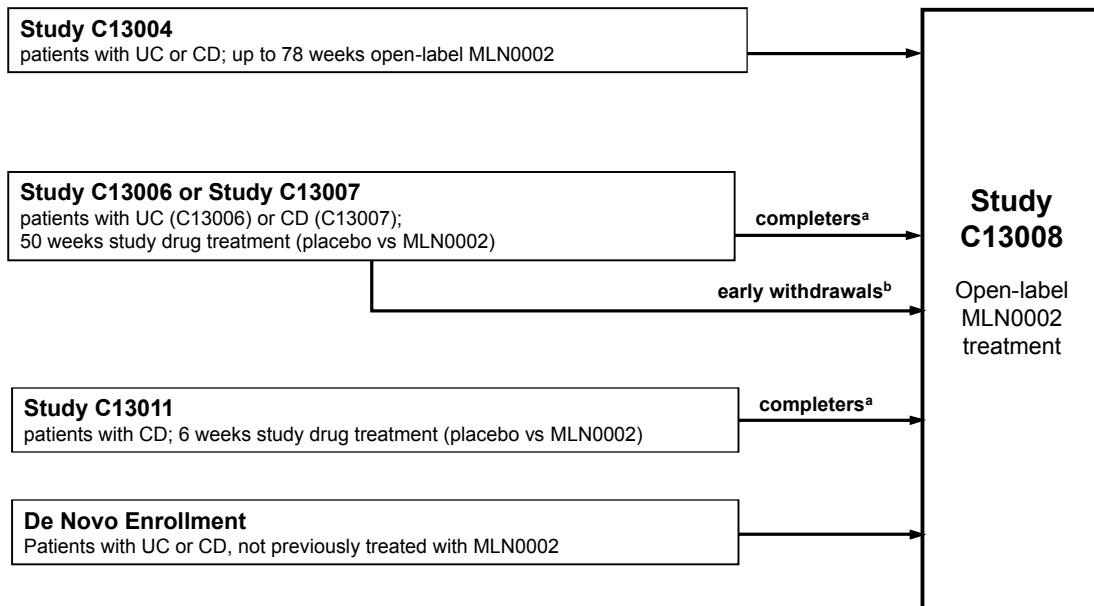 Study C13004
patients with UC or CD; up to 78 weeks open-label MLN0002
Study C13006 or Study C13007
patients with UC (C13006) or CD (C13007);
50 weeks study drug treatment (placebo vs MLN0002)
completersᵃ
early withdrawalsᵇ
Study C13011
patients with CD; 6 weeks study drug treatment (placebo vs MLN0002)
completersᵃ
De Novo Enrollment
Patients with UC or CD, not previously treated with MLN0002
Study
C13008
Open-label
MLN0002
treatment